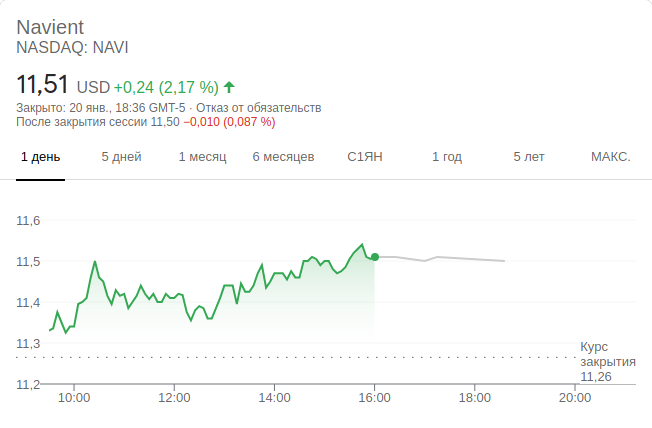 Navient
NASDAQ: NAVI
11,51 USD +0,24 (2,17 %)
Закрыто: 20 янв., 18:36 GMT-5 · Отказ от обязательств
После закрытия сессии 11,50 −0,010 (0,087 %)
1 день 5 дней 1 месяц 6 месяцев С1ЯН 1 год 5 лет МАКС.
11,6
11,5
11,4
11,3
11,2
Курс
закрытия
11,26
10:00 12:00 14:00 16:00 18:00 20:00